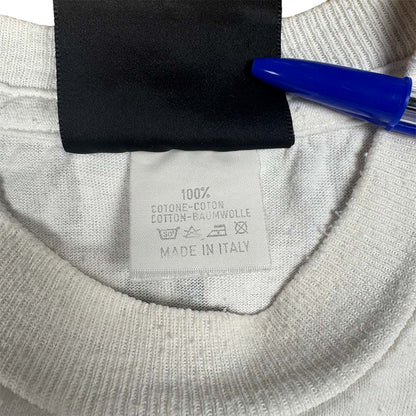 100%
COTONE-COTON
COTTON-BAUMWOLLE
MADE IN ITALY